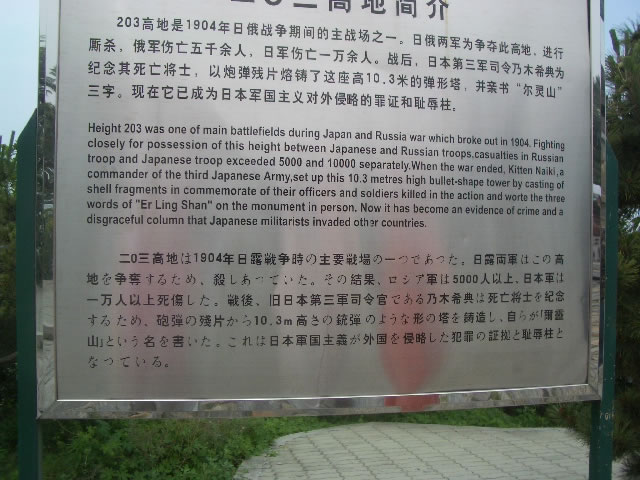 二〇三高地简介
203高地是1904年日俄战争期间的主战场之一。日俄两军为争夺此高地、进行
厮杀，俄军伤亡五千余人，日军伤亡一万余人。战后，日本第三军司令乃木希典为
纪念其死亡将士，以炮弹残片熔铸了这座高10.3米的弹形塔，并亲书“尔灵山”
三字。现在它已成为日本军国主义对外侵略的罪证和耻辱柱。
Height 203 was one of main battlefields during Japan and Russia war which broke out in 1904. Fighting
closely for possession of this height between Japanese and Russian troops,casualties in Russian
troop and Japanese troop exceeded 5000 and 10000 separately.When the war ended, Kitten Naiki,a
commander of the third Japanese Army,set up this 10.3 metres high bullet-shape tower by casting of
shell fragments in commemorate of their officers and soldiers killed in the action and worte the three
words of "Er Ling Shan" on the monument in person. Now it has become an evidence of crime and a
disgraceful column that Japanese militarists invaded other countries.
二〇三高地は1904年日露戦争時の主要戦場の一つであった。日露両軍はこの高
地を争奪するため、殺しあっていた。その結果、ロシア軍は5000人以上、日本軍は
一万人以上死傷した。戦後、旧日本第三軍司令官である乃木希典は死亡将士を紀念
するため、砲弾の残片から10.3m高さの銃弾のような形の塔を鋳造し、自らが「爾靈
山」という名を書いた。これは日本軍国主義が外国を侵略した犯罪の証拠と恥辱柱と
なっている。